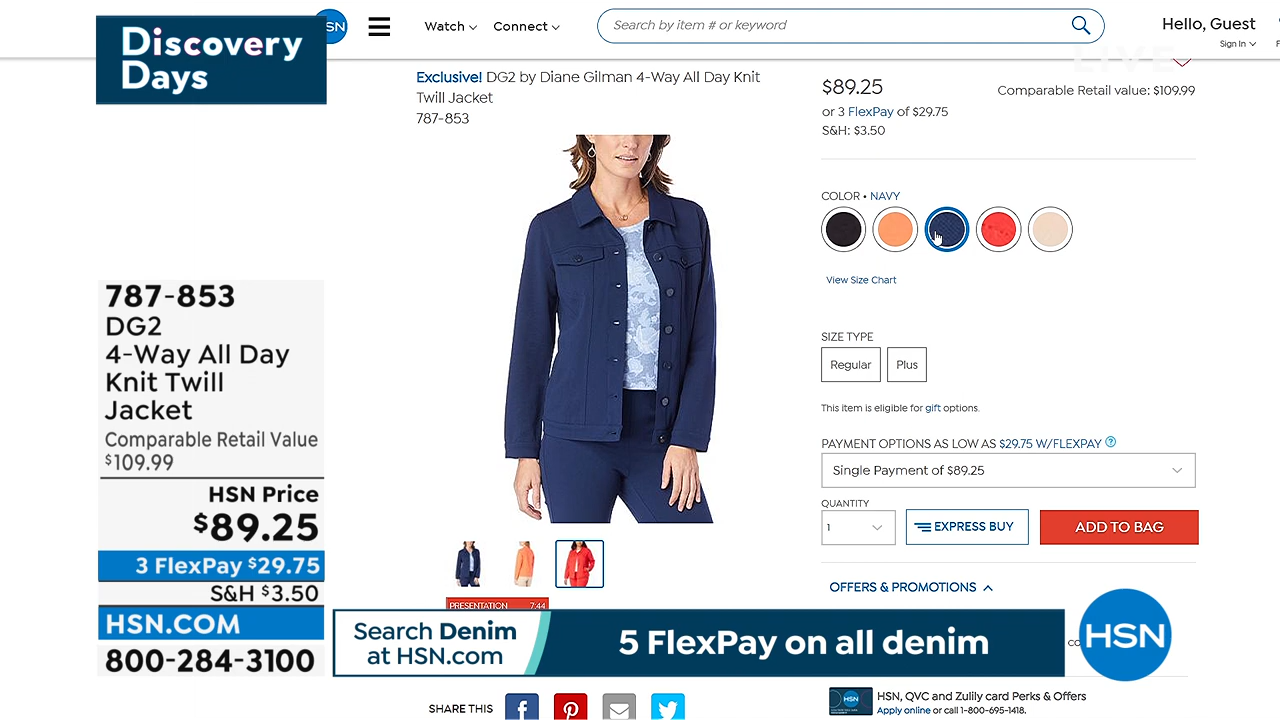 Discovery
Days
HSN
Watch
Connect
Search by item # or keyword
Hello, Guest
Sign In
LIVE
Exclusive! DG2 by Diane Gilman 4-Way All Day Knit
Twill Jacket
787-853
$89.25
Comparable Retail value: $109.99
or 3 FlexPay of $29.75
S&H: $3.50
COLOR • NAVY
View Size Chart
SIZE TYPE
Regular
Plus
This item is eligible for gift options.
PAYMENT OPTIONS AS LOW AS $29.75 W/FLEXPAY ?
Single Payment of $89.25
QUANTITY
1
EXPRESS BUY
ADD TO BAG
OFFERS & PROMOTIONS
787-853
DG2
4-Way All Day
Knit Twill
Jacket
Comparable Retail Value
$109.99
HSN Price
$89.25
3 FlexPay $29.75
S&H $3.50
HSN.COM
800-284-3100
PRESENTATION 7:44
Search Denim
at HSN.com
5 FlexPay on all denim
HSN
SHARE THIS
HSN
HSN, QVC and Zulily card Perks & Offers
Apply online or call 1-800-695-1418.